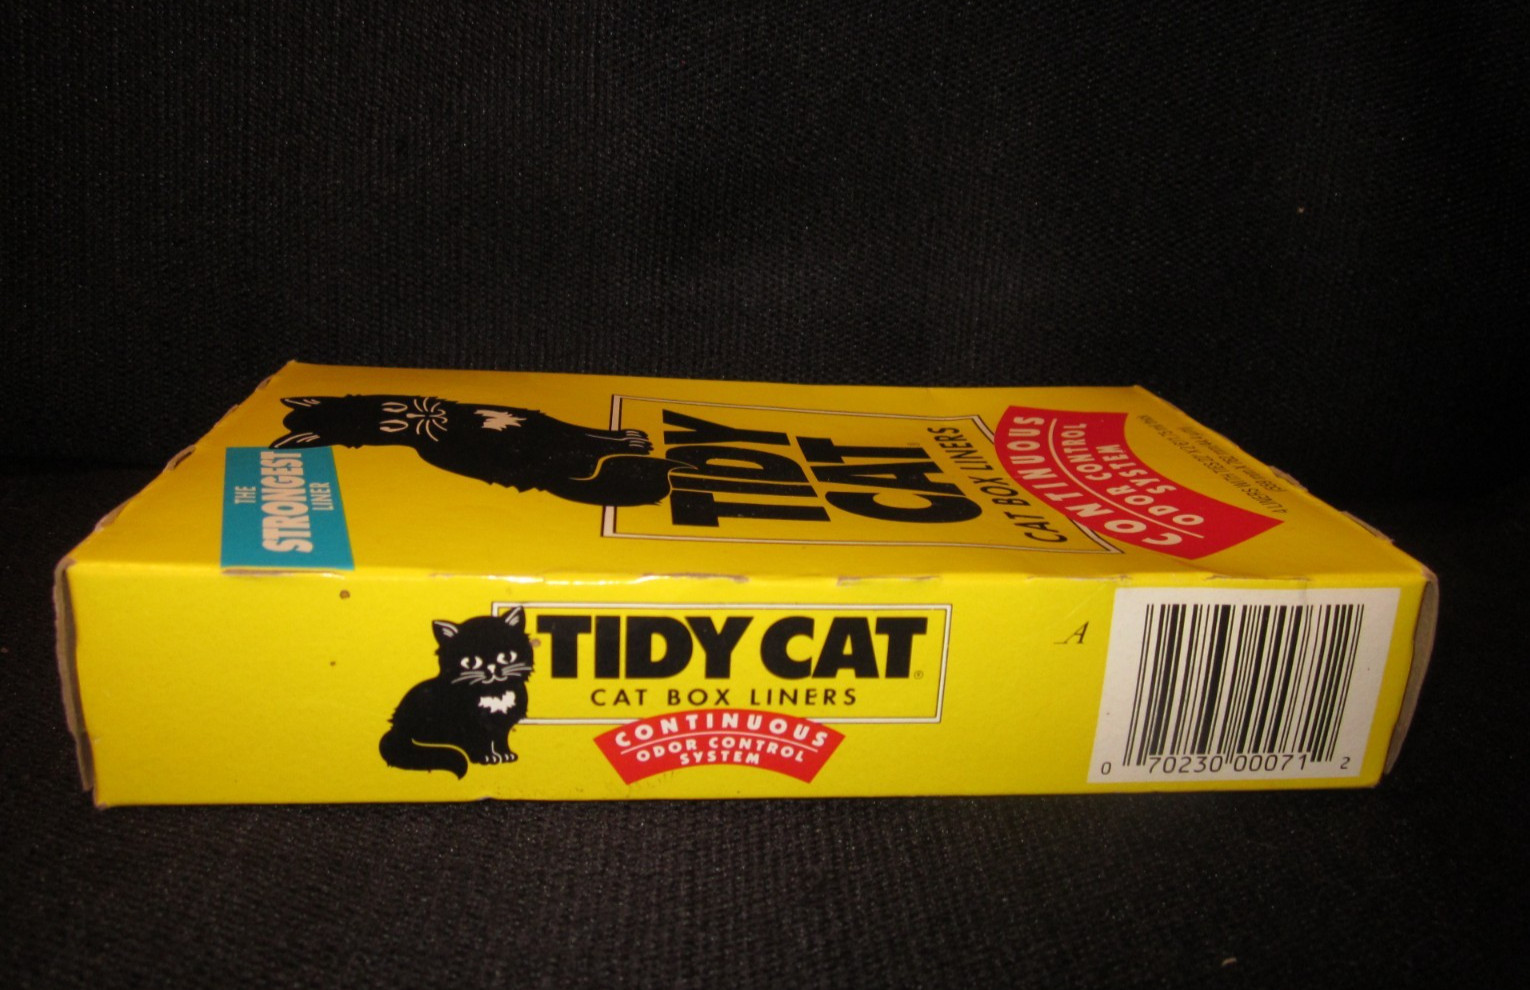 THE
STRONGEST
LINER
TIDY
CAT
CAT BOX LINERS
CONTINUOUS
ODOR CONTROL
SYSTEM
TIDY CAT®
CAT BOX LINERS
CONTINUOUS
ODOR CONTROL
SYSTEM
A
0 70230 00071 2